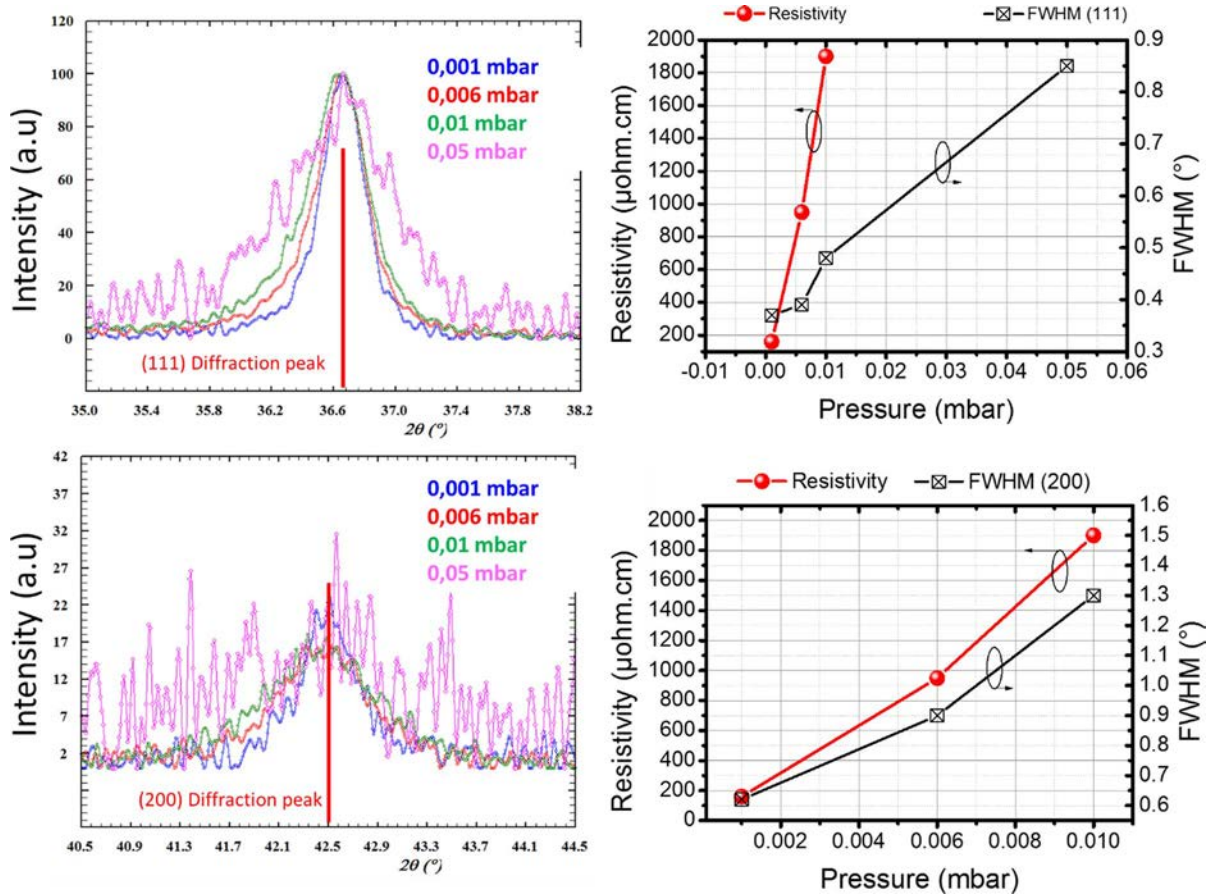 Intensity (a.u)
120
100
80
60
40
20
0
0,001 mbar
0,006 mbar
0,01 mbar
0,05 mbar
(111) Diffraction peak
35.0 35.4 35.8 36.2 36.6 37.0 37.4 37.8 38.2
2θ (°)
Resistivity FWHM (111)
Resistivity (µohm.cm)
2000
1800
1600
1400
1200
1000
800
600
400
200
0.9
0.8
0.7
0.6
0.5
0.4
0.3
FWHM (°)
-0.01 0.00 0.01 0.02 0.03 0.04 0.05 0.06
Pressure (mbar)
Intensity (a.u)
42
37
32
27
22
17
12
7
2
0,001 mbar
0,006 mbar
0,01 mbar
0,05 mbar
(200) Diffraction peak
40.5 40.9 41.3 41.7 42.1 42.5 42.9 43.3 43.7 44.1 44.5
2θ (°)
Resistivity FWHM (200)
Resistivity (µohm.cm)
2000
1800
1600
1400
1200
1000
800
600
400
200
0
1.6
1.5
1.4
1.3
1.2
1.1
1.0
0.9
0.8
0.7
0.6
FWHM (°)
0.002 0.004 0.006 0.008 0.010
Pressure (mbar)